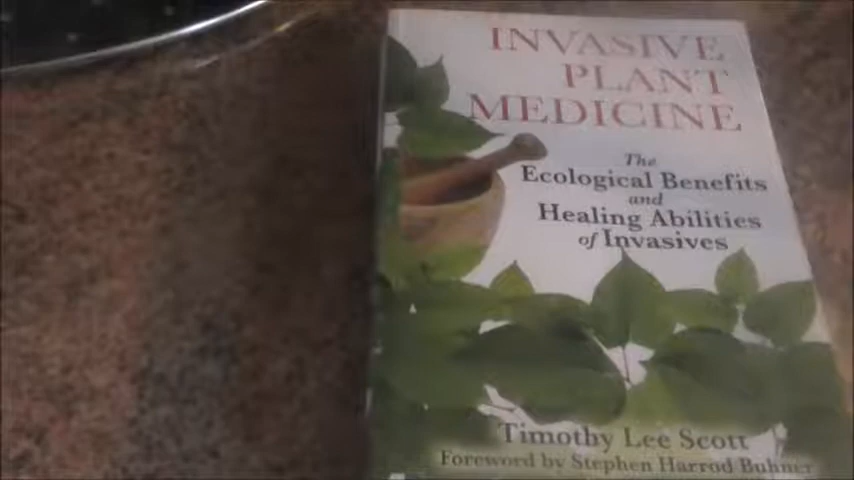 INVASIVE
PLANT
MEDICINE
The
Ecological Benefits
and
Healing Abilities
of Invasives
Timothy Lee Scott
Foreword by Stephen Harrod Buhner